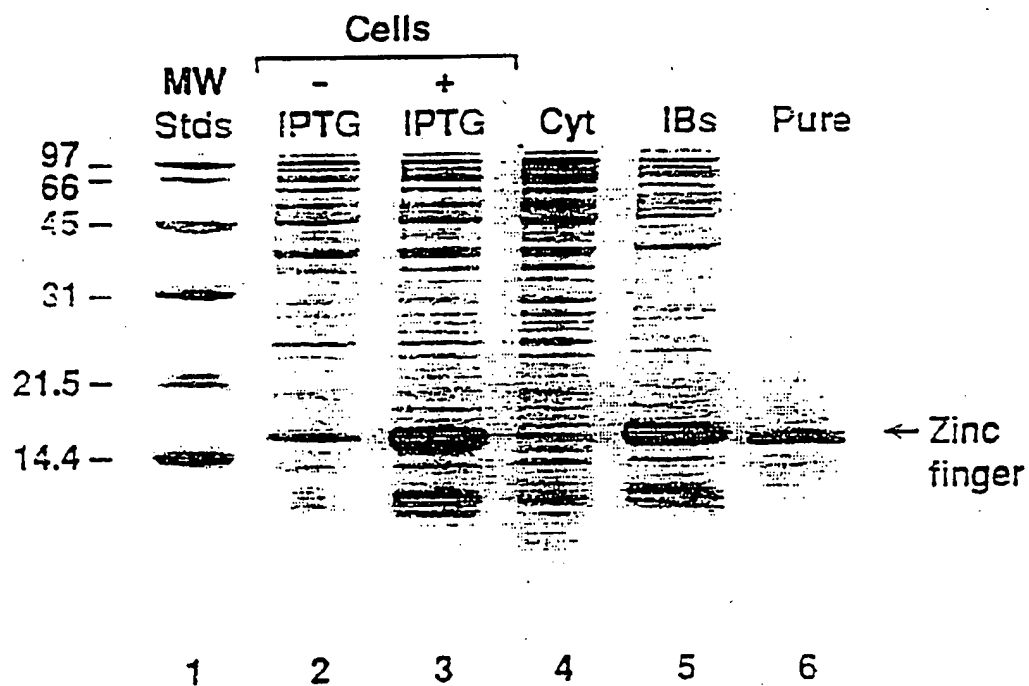 Cells
MW - +
Stds IPTG IPTG Cyt IBs Pure
97 –
66 –
45 –
31 –
21.5 –
14.4 –
← Zinc
finger
1 2 3 4 5 6